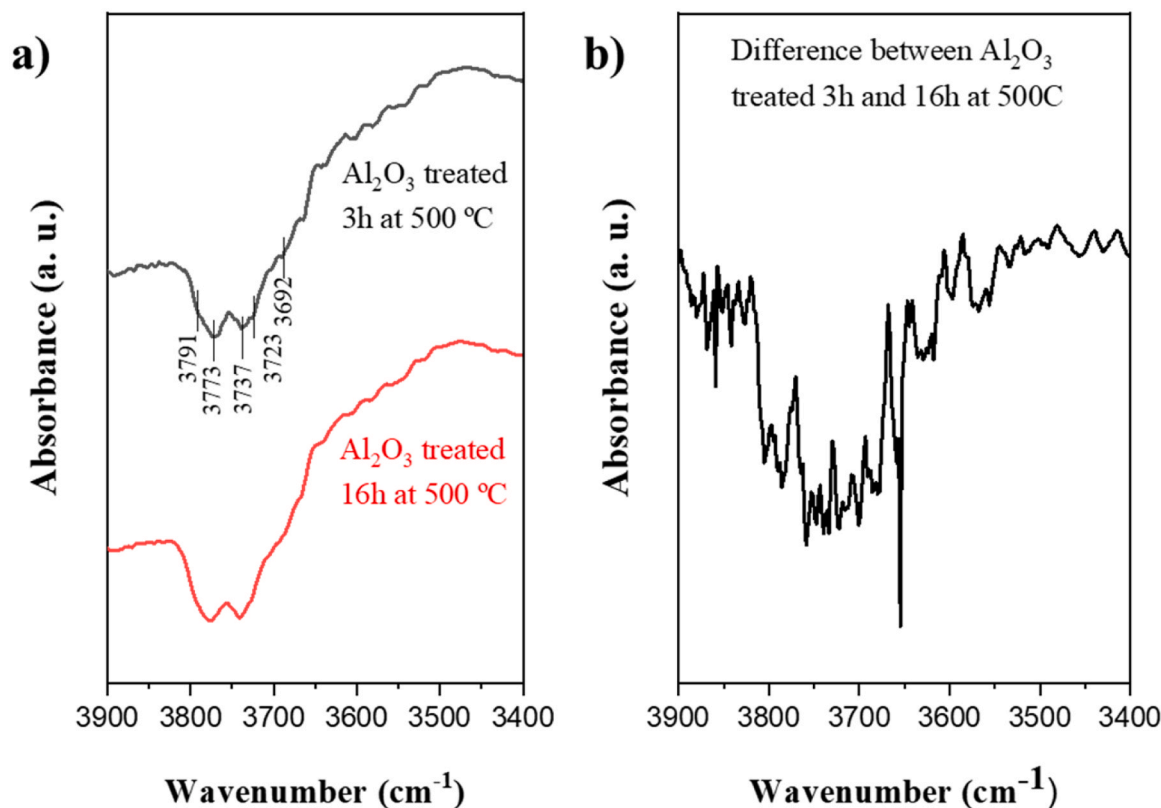 a)
Absorbance (a. u.)
Al₂O₃ treated
3h at 500 ºC
3791
3773
3737
3723
3692
Al₂O₃ treated
16h at 500 ºC
3900 3800 3700 3600 3500 3400
Wavenumber (cm⁻¹)
b)
Absorbance (a. u.)
Difference between Al₂O₃
treated 3h and 16h at 500C
3900 3800 3700 3600 3500 3400
Wavenumber (cm⁻¹)